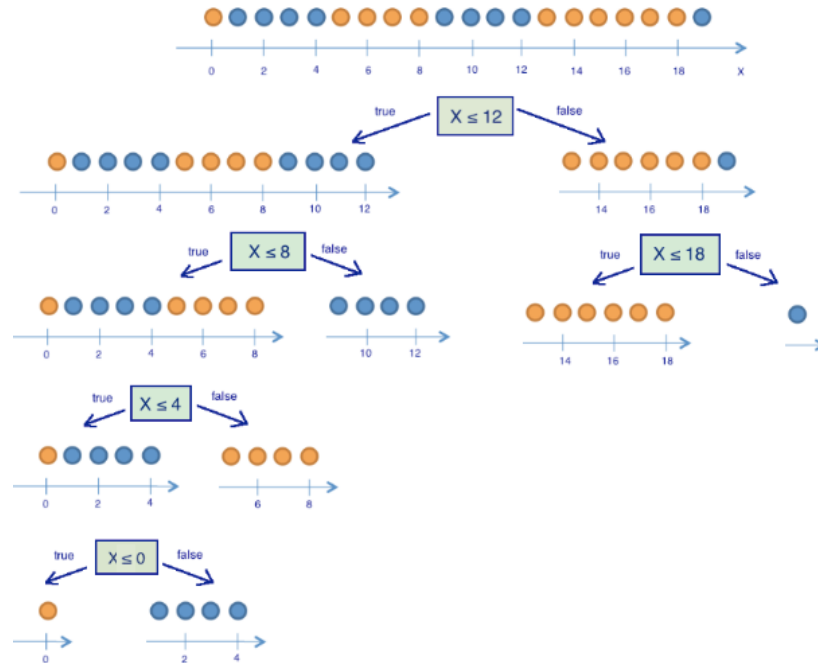 0 2 4 6 8 10 12 14 16 18 X
true X ≤ 12 false
0 2 4 6 8 10 12
14 16 18
true X ≤ 8 false
true X ≤ 18 false
0 2 4 6 8
10 12
14 16 18
true X ≤ 4 false
0 2 4
6 8
true X ≤ 0 false
0
2 4